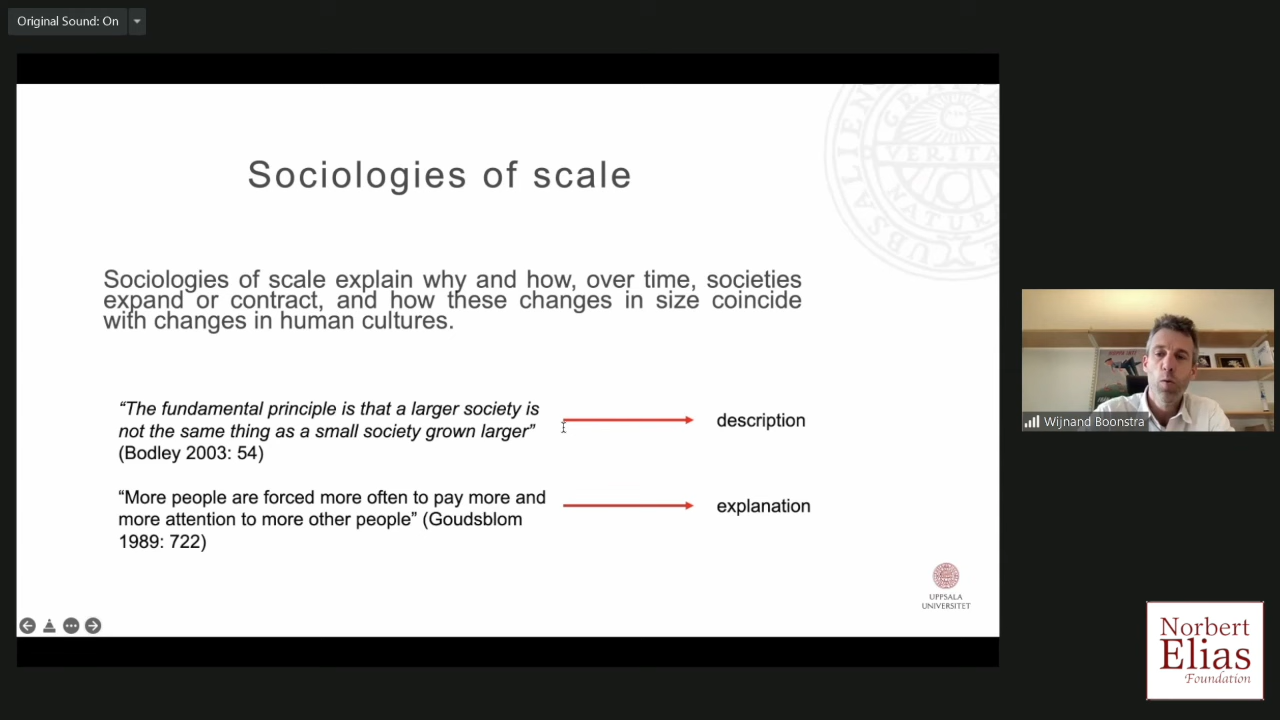 Original Sound: On
Sociologies of scale
Sociologies of scale explain why and how, over time, societies
expand or contract, and how these changes in size coincide
with changes in human cultures.
“The fundamental principle is that a larger society is
not the same thing as a small society grown larger”
(Bodley 2003: 54)
description
“More people are forced more often to pay more and
more attention to more other people” (Goudsblom
1989: 722)
explanation
UPPSALA
UNIVERSITET
Wijnand Boonstra
Norbert
Elias
Foundation